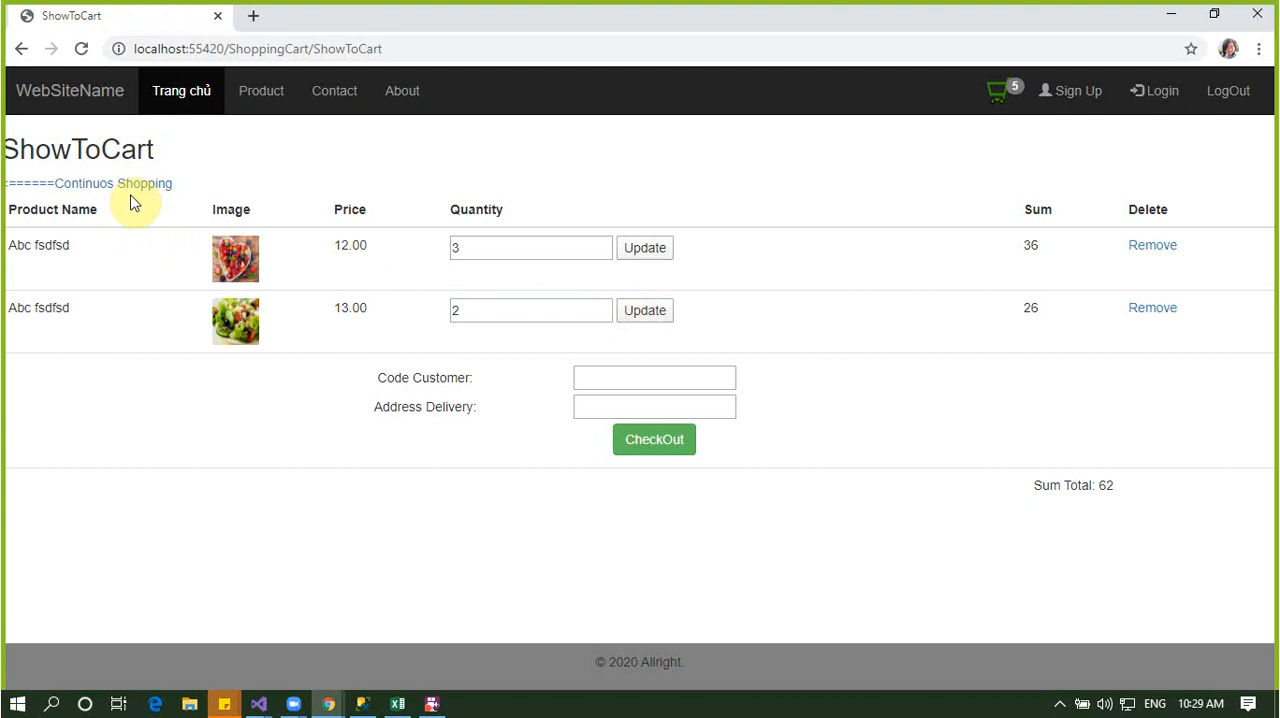 ShowToCart
localhost:55420/ShoppingCart/ShowToCart
WebSiteName Trang chủ Product Contact About 5 Sign Up Login LogOut
ShowToCart
<======Continuos Shopping
Product Name Image Price Quantity Sum Delete
Abc fsdfsd 12.00 3 Update 36 Remove
Abc fsdfsd 13.00 2 Update 26 Remove
Code Customer:
Address Delivery:
CheckOut
Sum Total: 62
© 2020 Allright.
ENG 10:29 AM